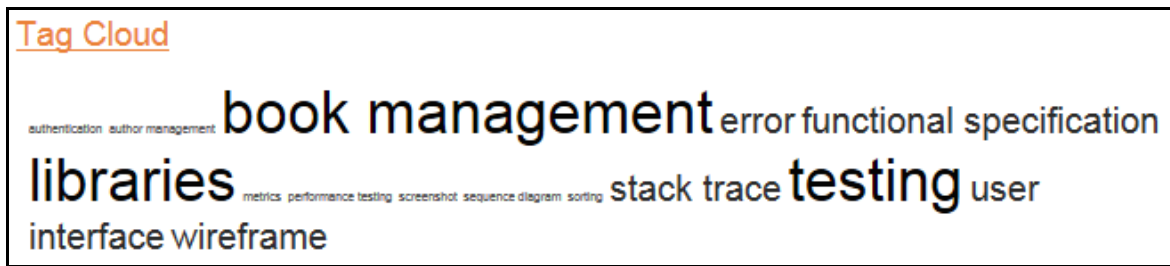 Tag Cloud
authentication author management book management error functional specification
libraries metrics performance testing screenshot sequence diagram sorting stack trace testing user
interface wireframe